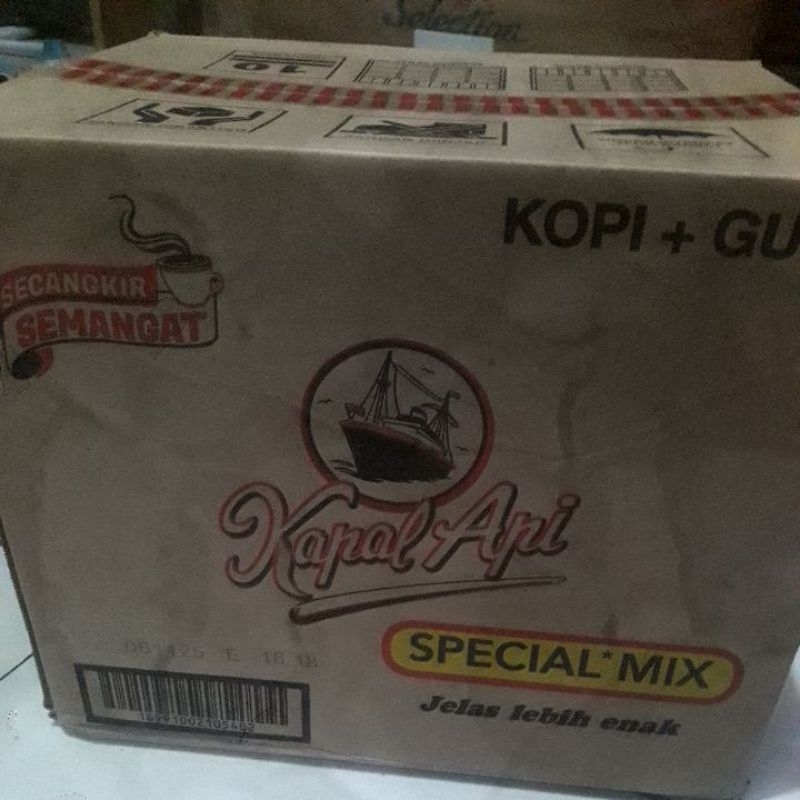 Selection
10
KOPI + GU
SECANGKIR
SEMANGAT
Kapal Api
SPECIAL*MIX
Jelas lebih enak